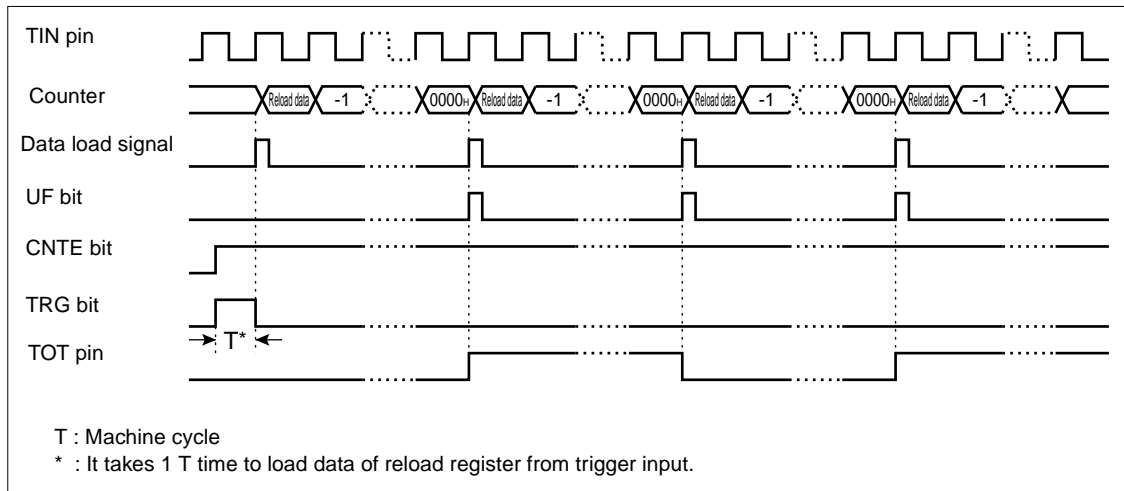 TIN pin
Counter
Reload data -1 0000H Reload data -1 0000H Reload data -1 0000H Reload data -1
Data load signal
UF bit
CNTE bit
TRG bit
T*
TOT pin
T : Machine cycle
* : It takes 1 T time to load data of reload register from trigger input.